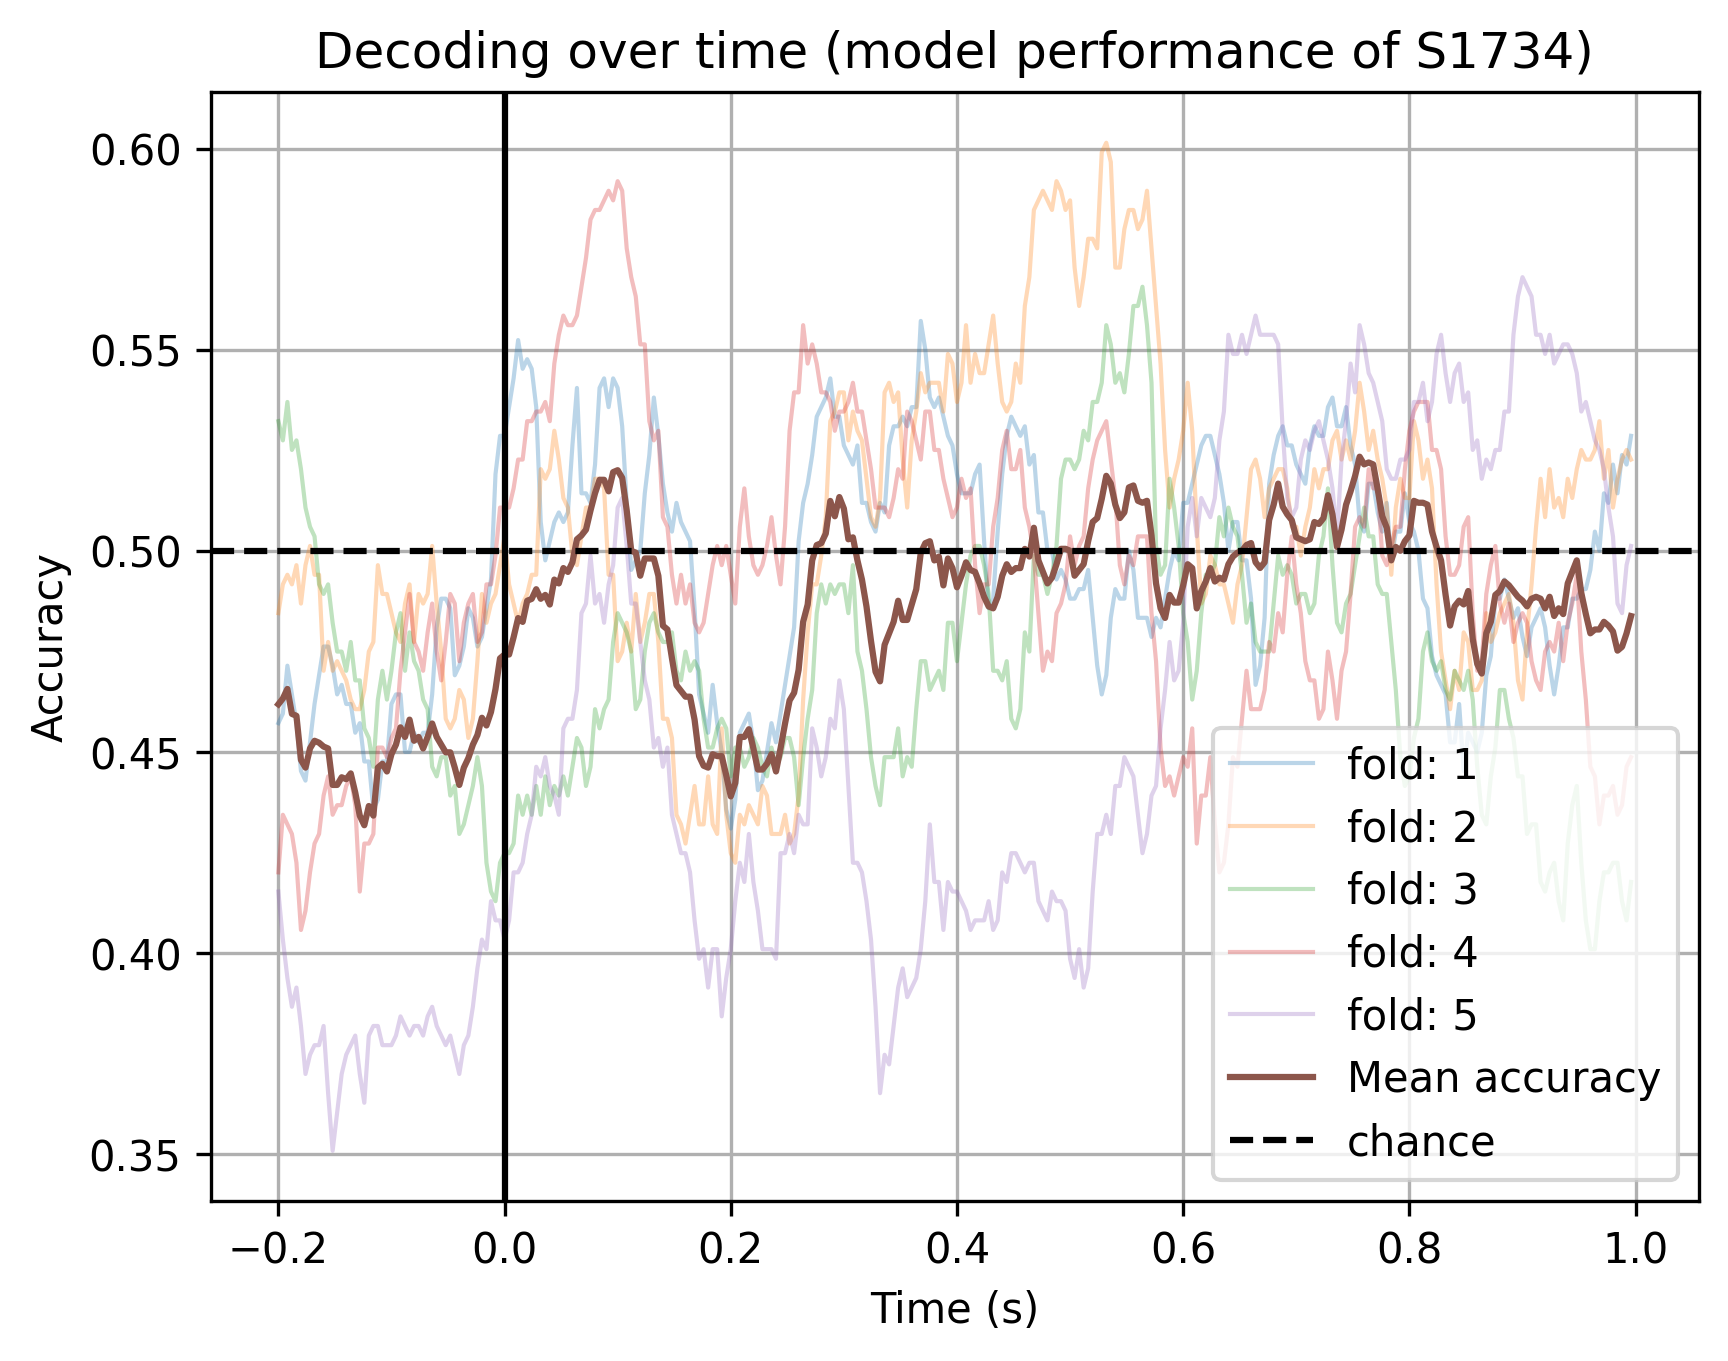 Decoding over time (model performance of S1734)
Accuracy
0.60
0.55
0.50
0.45
0.40
0.35
−0.2
0.0
0.2
0.4
0.6
0.8
1.0
Time (s)
fold: 1
fold: 2
fold: 3
fold: 4
fold: 5
Mean accuracy
chance